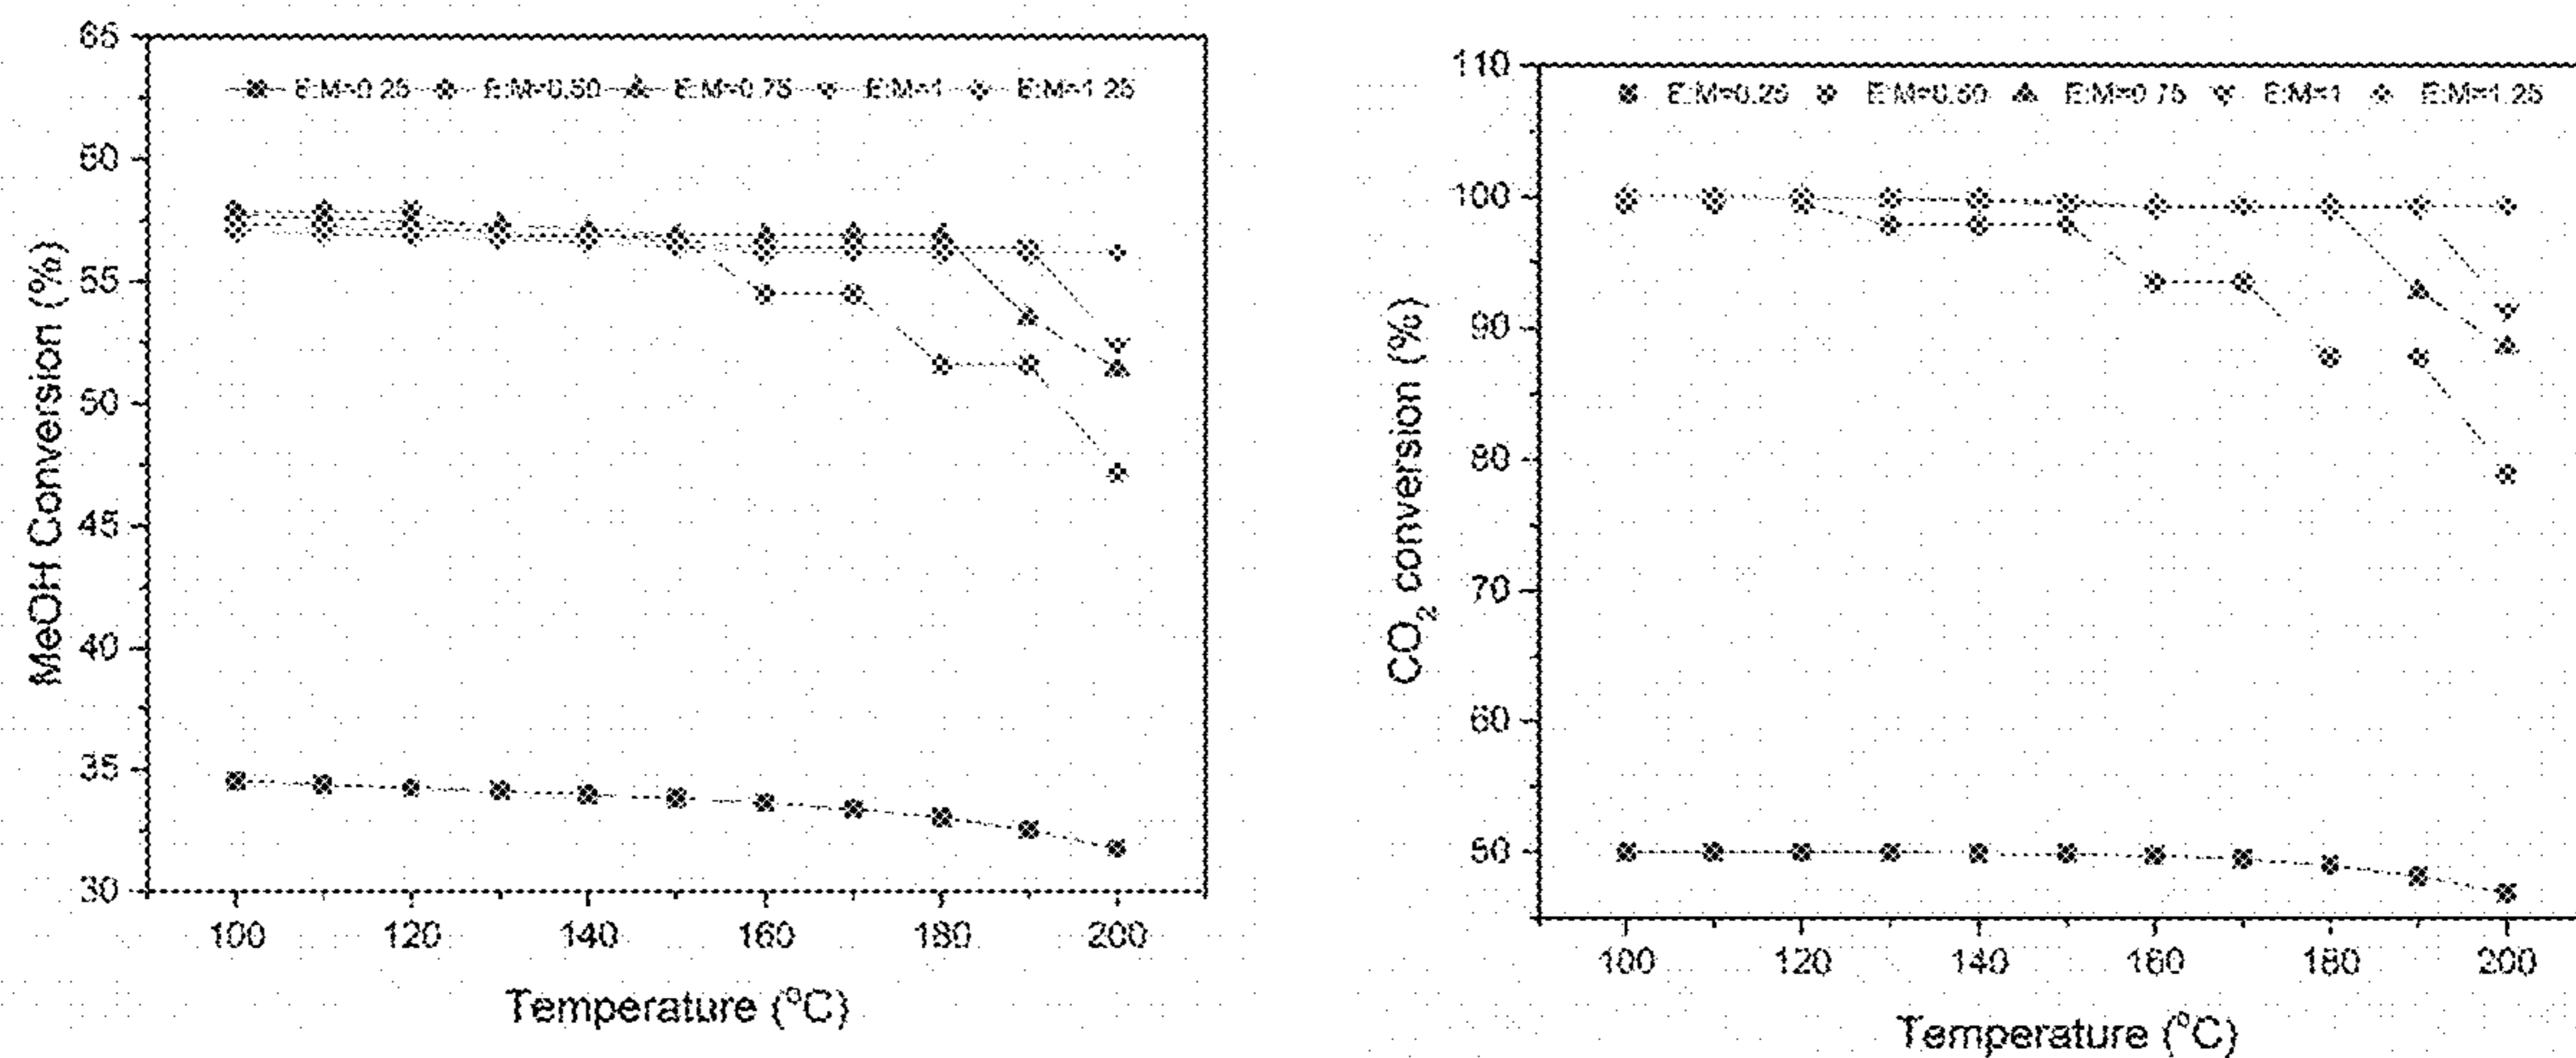 65
E:M=0.25 E:M=0.50 E:M=0.75 E:M=1 E:M=1.25
60
55
50
45
40
35
30
MeOH Conversion (%)
100 120 140 160 180 200
Temperature (°C)
110
E:M=0.25 E:M=0.50 E:M=0.75 E:M=1 E:M=1.25
100
90
80
70
60
50
CO₂ conversion (%)
100 120 140 160 180 200
Temperature (°C)